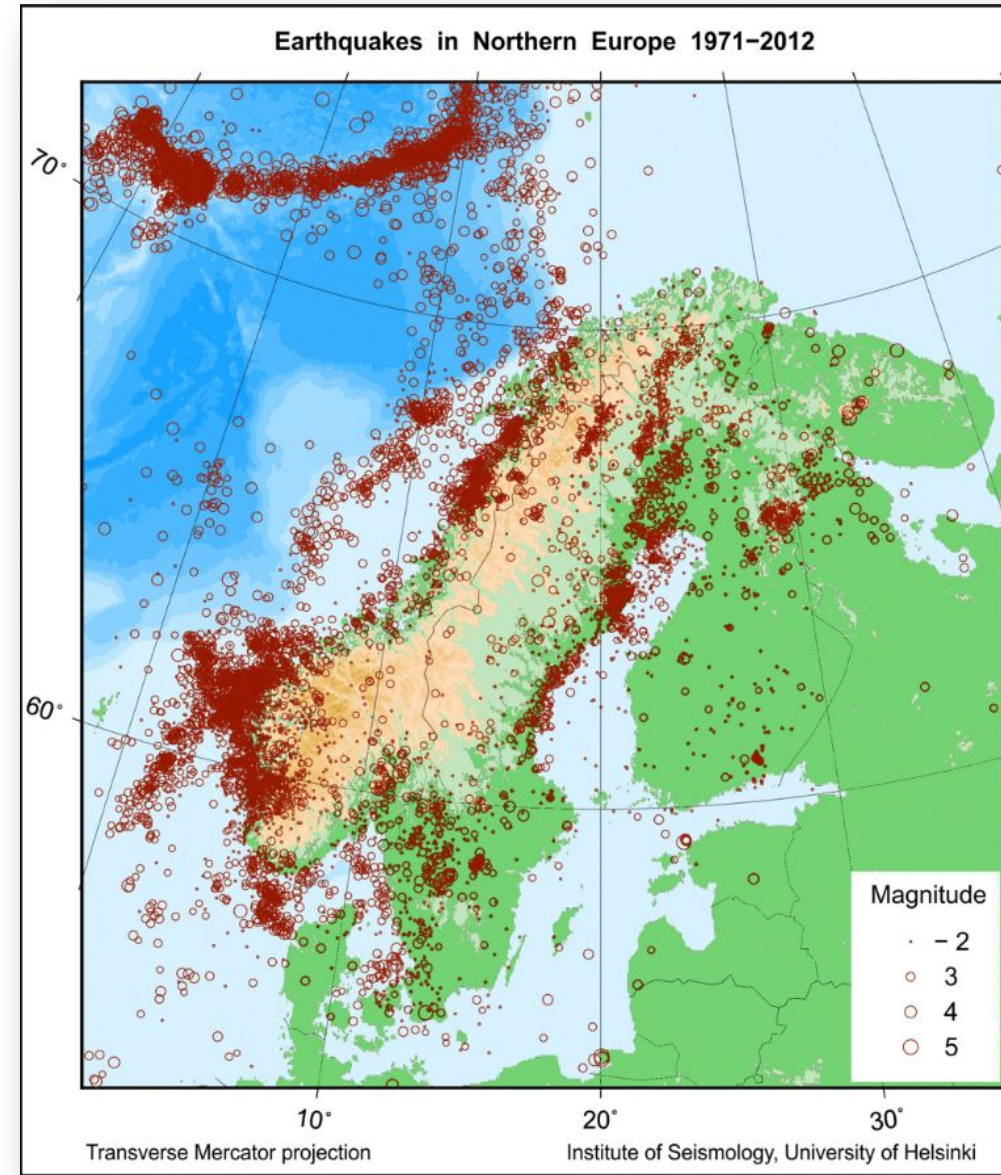 Earthquakes in Northern Europe 1971–2012
70°
60°
Magnitude
– 2
3
4
5
10°
20°
30°
Transverse Mercator projection
Institute of Seismology, University of Helsinki